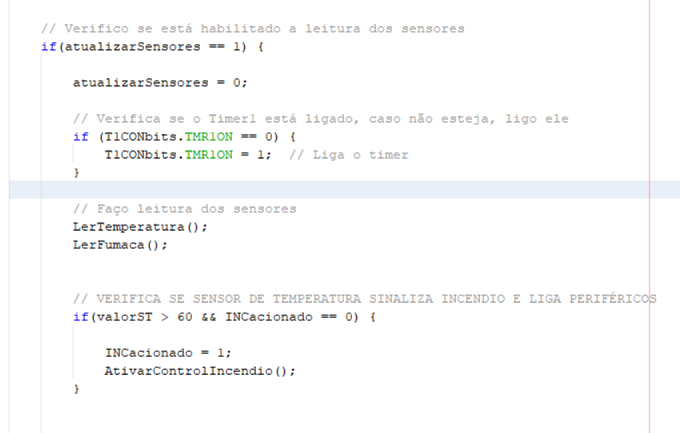 // Verifico se está habilitado a leitura dos sensores
if(atualizarSensores == 1) {
atualizarSensores = 0;
// Verifica se o Timer1 está ligado, caso não esteja, ligo ele
if (T1CONbits.TMR1ON == 0) {
T1CONbits.TMR1ON = 1;  // Liga o timer
}
// Faço leitura dos sensores
LerTemperatura();
LerFumaca();
// VERIFICA SE SENSOR DE TEMPERATURA SINALIZA INCENDIO E LIGA PERIFÉRICOS
if(valorST > 60 && INCacionado == 0) {
INCacionado = 1;
AtivarControlIncendio();
}